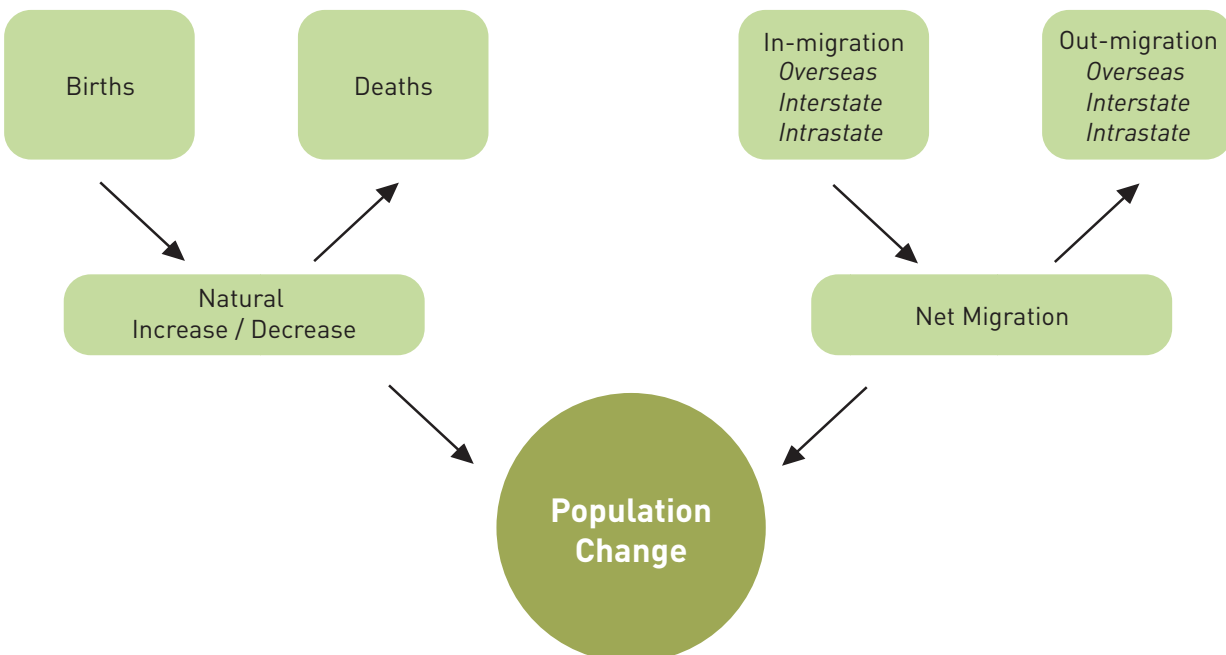 Births
Deaths
In-migration
Overseas
Interstate
Intrastate
Out-migration
Overseas
Interstate
Intrastate
Natural
Increase / Decrease
Net Migration
Population
Change